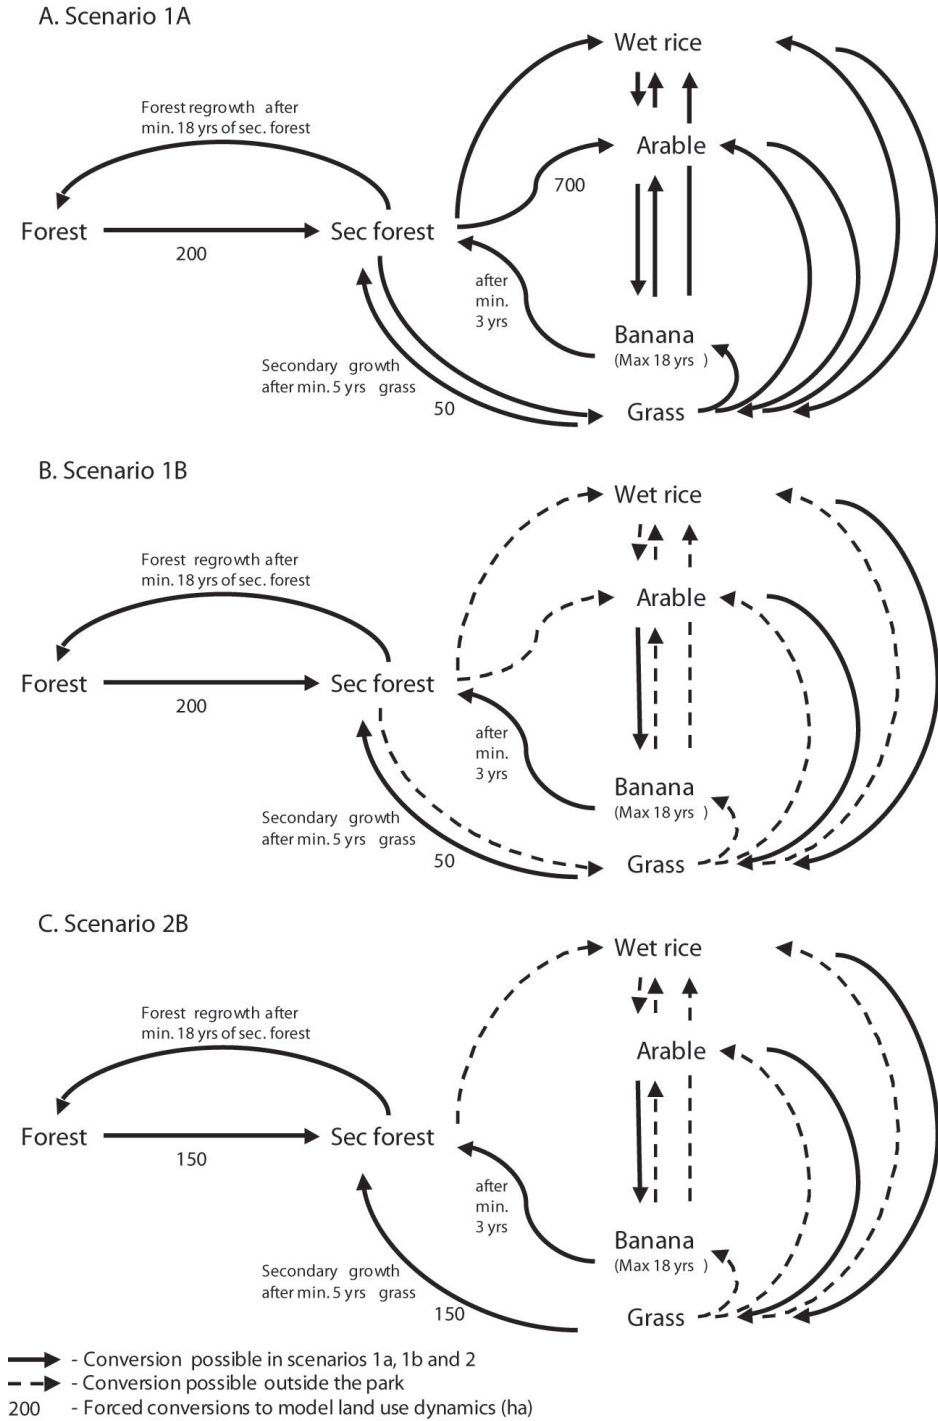 A. Scenario 1A
Wet rice
Forest regrowth after
min. 18 yrs of sec. forest
Arable
700
Forest
Sec forest
200
after
min.
3 yrs
Banana
(Max 18 yrs )
Secondary growth
after min. 5 yrs grass
50
Grass
B. Scenario 1B
Wet rice
Forest regrowth after
min. 18 yrs of sec. forest
Arable
Forest
Sec forest
200
after
min.
3 yrs
Banana
(Max 18 yrs )
Secondary growth
after min. 5 yrs grass
50
Grass
C. Scenario 2B
Wet rice
Forest regrowth after
min. 18 yrs of sec. forest
Arable
Forest
Sec forest
150
after
min.
3 yrs
Banana
(Max 18 yrs )
Secondary growth
after min. 5 yrs grass
150
Grass
- Conversion possible in scenarios 1a, 1b and 2
- Conversion possible outside the park
200 - Forced conversions to model land use dynamics (ha)